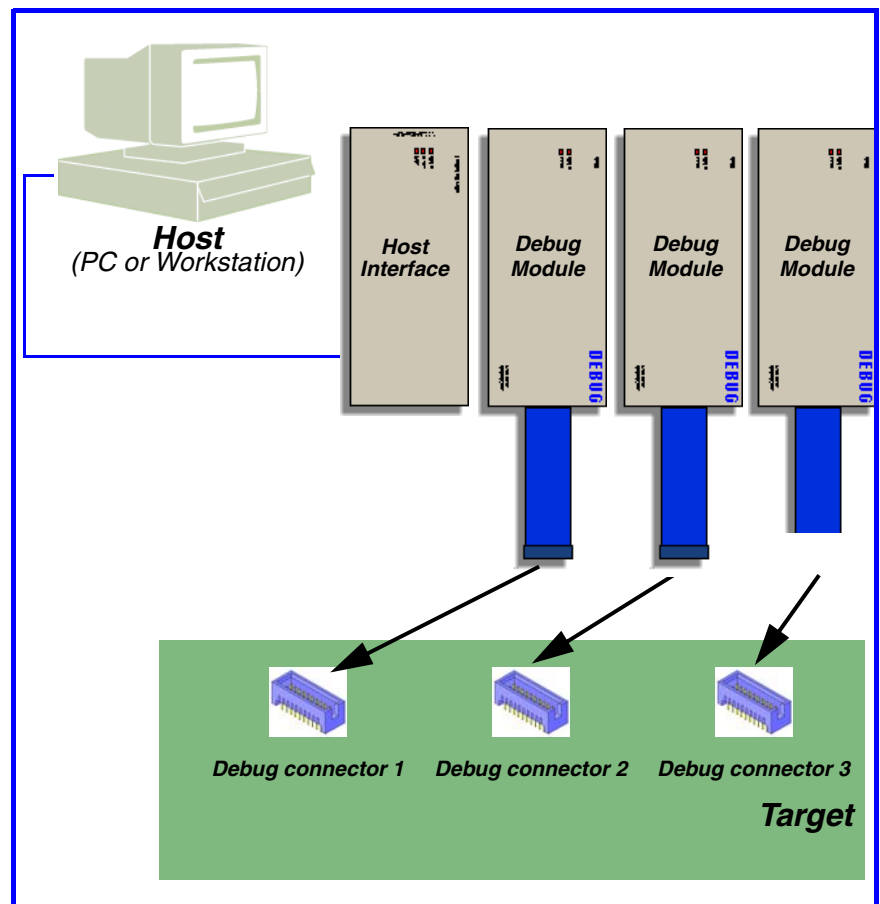 Host
(PC or Workstation)
Host
Interface
Debug
Module
Debug
Module
Debug
Module
DEBUG
DEBUG
DEBUG
Debug connector 1
Debug connector 2
Debug connector 3
Target